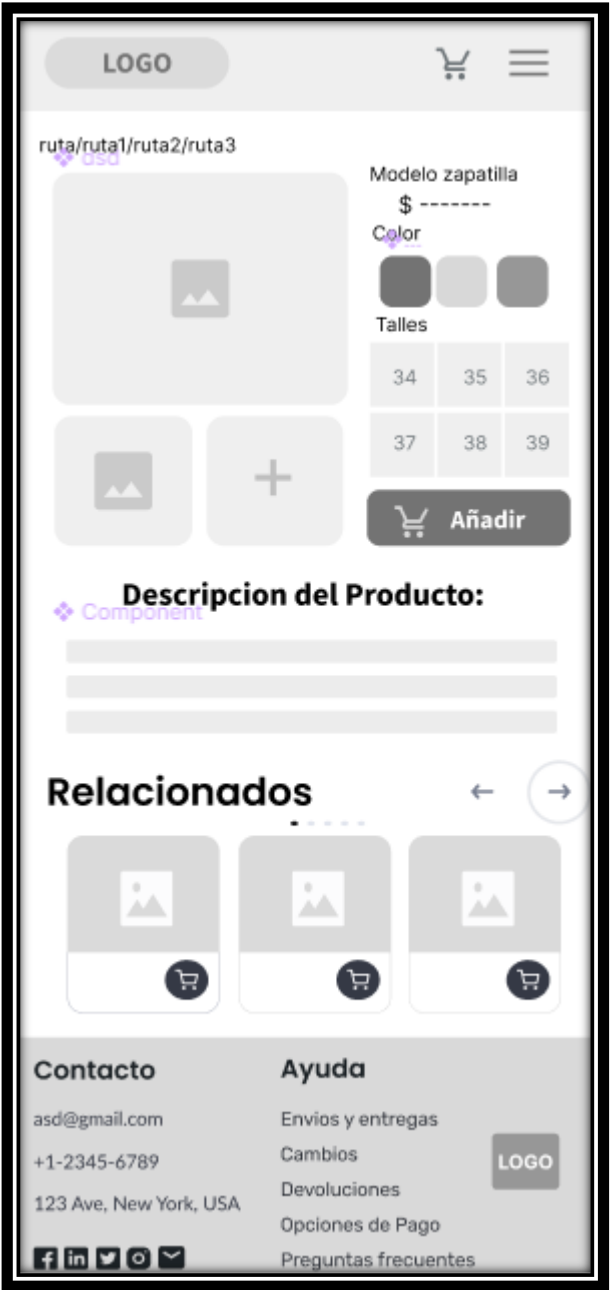 LOGO
ruta/ruta1/ruta2/ruta3
asd
Modelo zapatilla
$ -------
Color
---
Talles
34 35 36
37 38 39
Añadir
Descripcion del Producto:
Component
Relacionados
Contacto
asd@gmail.com
+1-2345-6789
123 Ave, New York, USA
Ayuda
Envios y entregas
Cambios
Devoluciones
Opciones de Pago
Preguntas frecuentes
LOGO